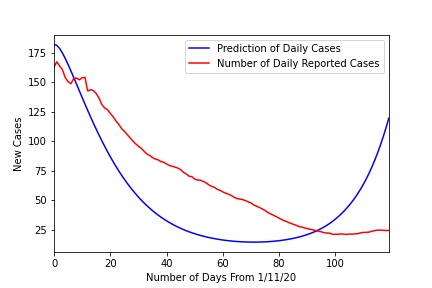 Prediction of Daily Cases
Number of Daily Reported Cases
New Cases
175
150
125
100
75
50
25
0 20 40 60 80 100
Number of Days From 1/11/20